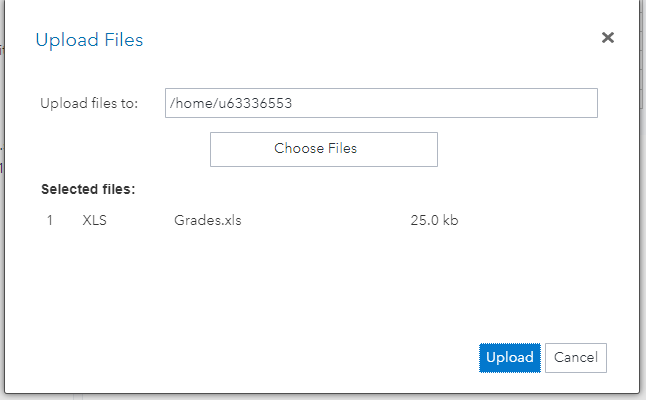 Upload Files
Upload files to: /home/u63336553
Choose Files
Selected files:
1 XLS Grades.xls 25.0 kb
Upload Cancel